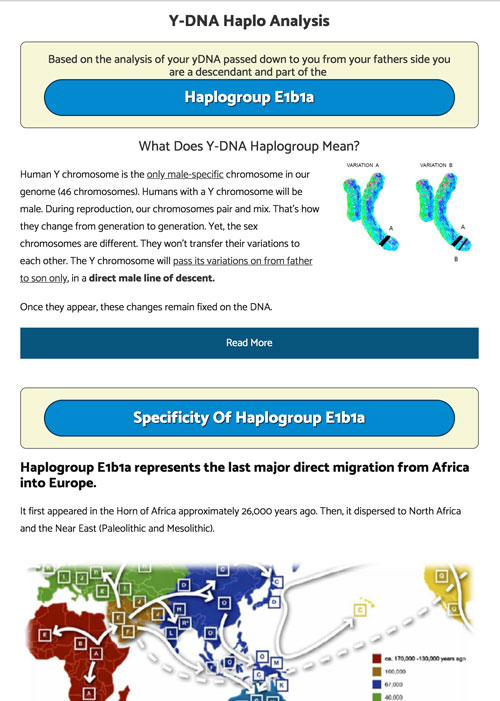 Y-DNA Haplo Analysis
Based on the analysis of your yDNA passed down to you from your fathers side you
are a descendant and part of the
Haplogroup E1b1a
What Does Y-DNA Haplogroup Mean?
Human Y chromosome is the only male-specific chromosome in our
genome (46 chromosomes). Humans with a Y chromosome will be
male. During reproduction, our chromosomes pair and mix. That's how
they change from generation to generation. Yet, the sex
chromosomes are different. They won't transfer their variations to
each other. The Y chromosome will pass its variations on from father
to son only, in a direct male line of descent.
VARIATION A
VARIATION B
A
A
B
Once they appear, these changes remain fixed on the DNA.
Read More
Specificity Of Haplogroup E1b1a
Haplogroup E1b1a represents the last major direct migration from Africa
into Europe.
It first appeared in the Horn of Africa approximately 26,000 years ago. Then, it dispersed to North Africa
and the Near East (Paleolithic and Mesolithic).
ca. 170,000 -130,000 years ago
100,000
67,000
40,000